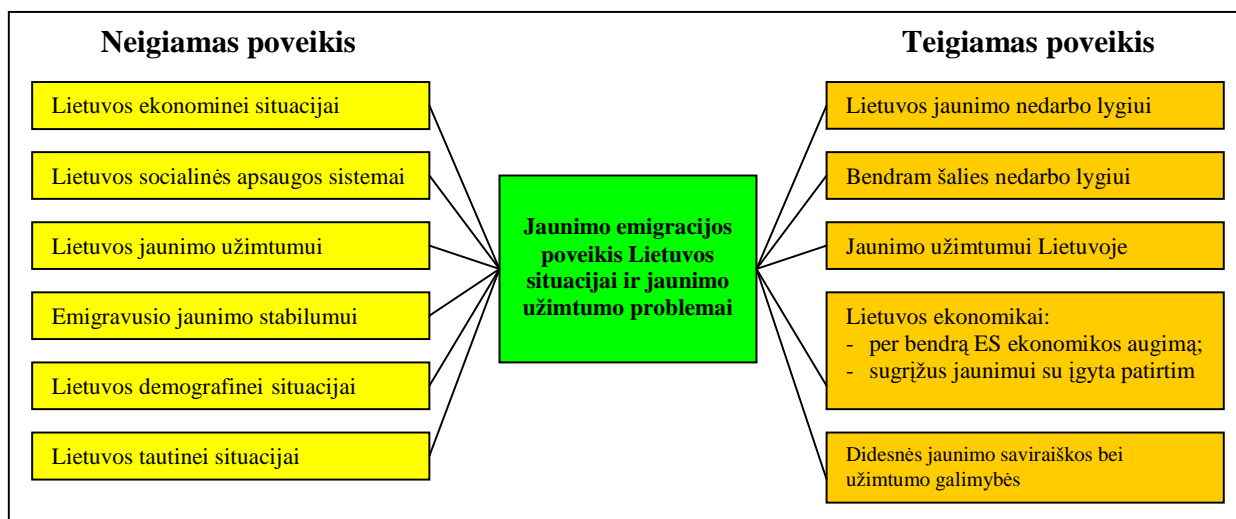 Neigiamas poveikis
Lietuvos ekonominei situacijai
Lietuvos socialinės apsaugos sistemai
Lietuvos jaunimo užimtumui
Emigravusio jaunimo stabilumui
Lietuvos demografinei situacijai
Lietuvos tautinei situacijai
Jaunimo emigracijos
poveikis Lietuvos
situacijai ir jaunimo
užimtumo problemai
Teigiamas poveikis
Lietuvos jaunimo nedarbo lygiui
Bendram šalies nedarbo lygiui
Jaunimo užimtumui Lietuvoje
Lietuvos ekonomikai:
- per bendrą ES ekonomikos augimą;
- sugrįžus jaunimui su įgyta patirtim
Didesnės jaunimo saviraiškos bei
užimtumo galimybės